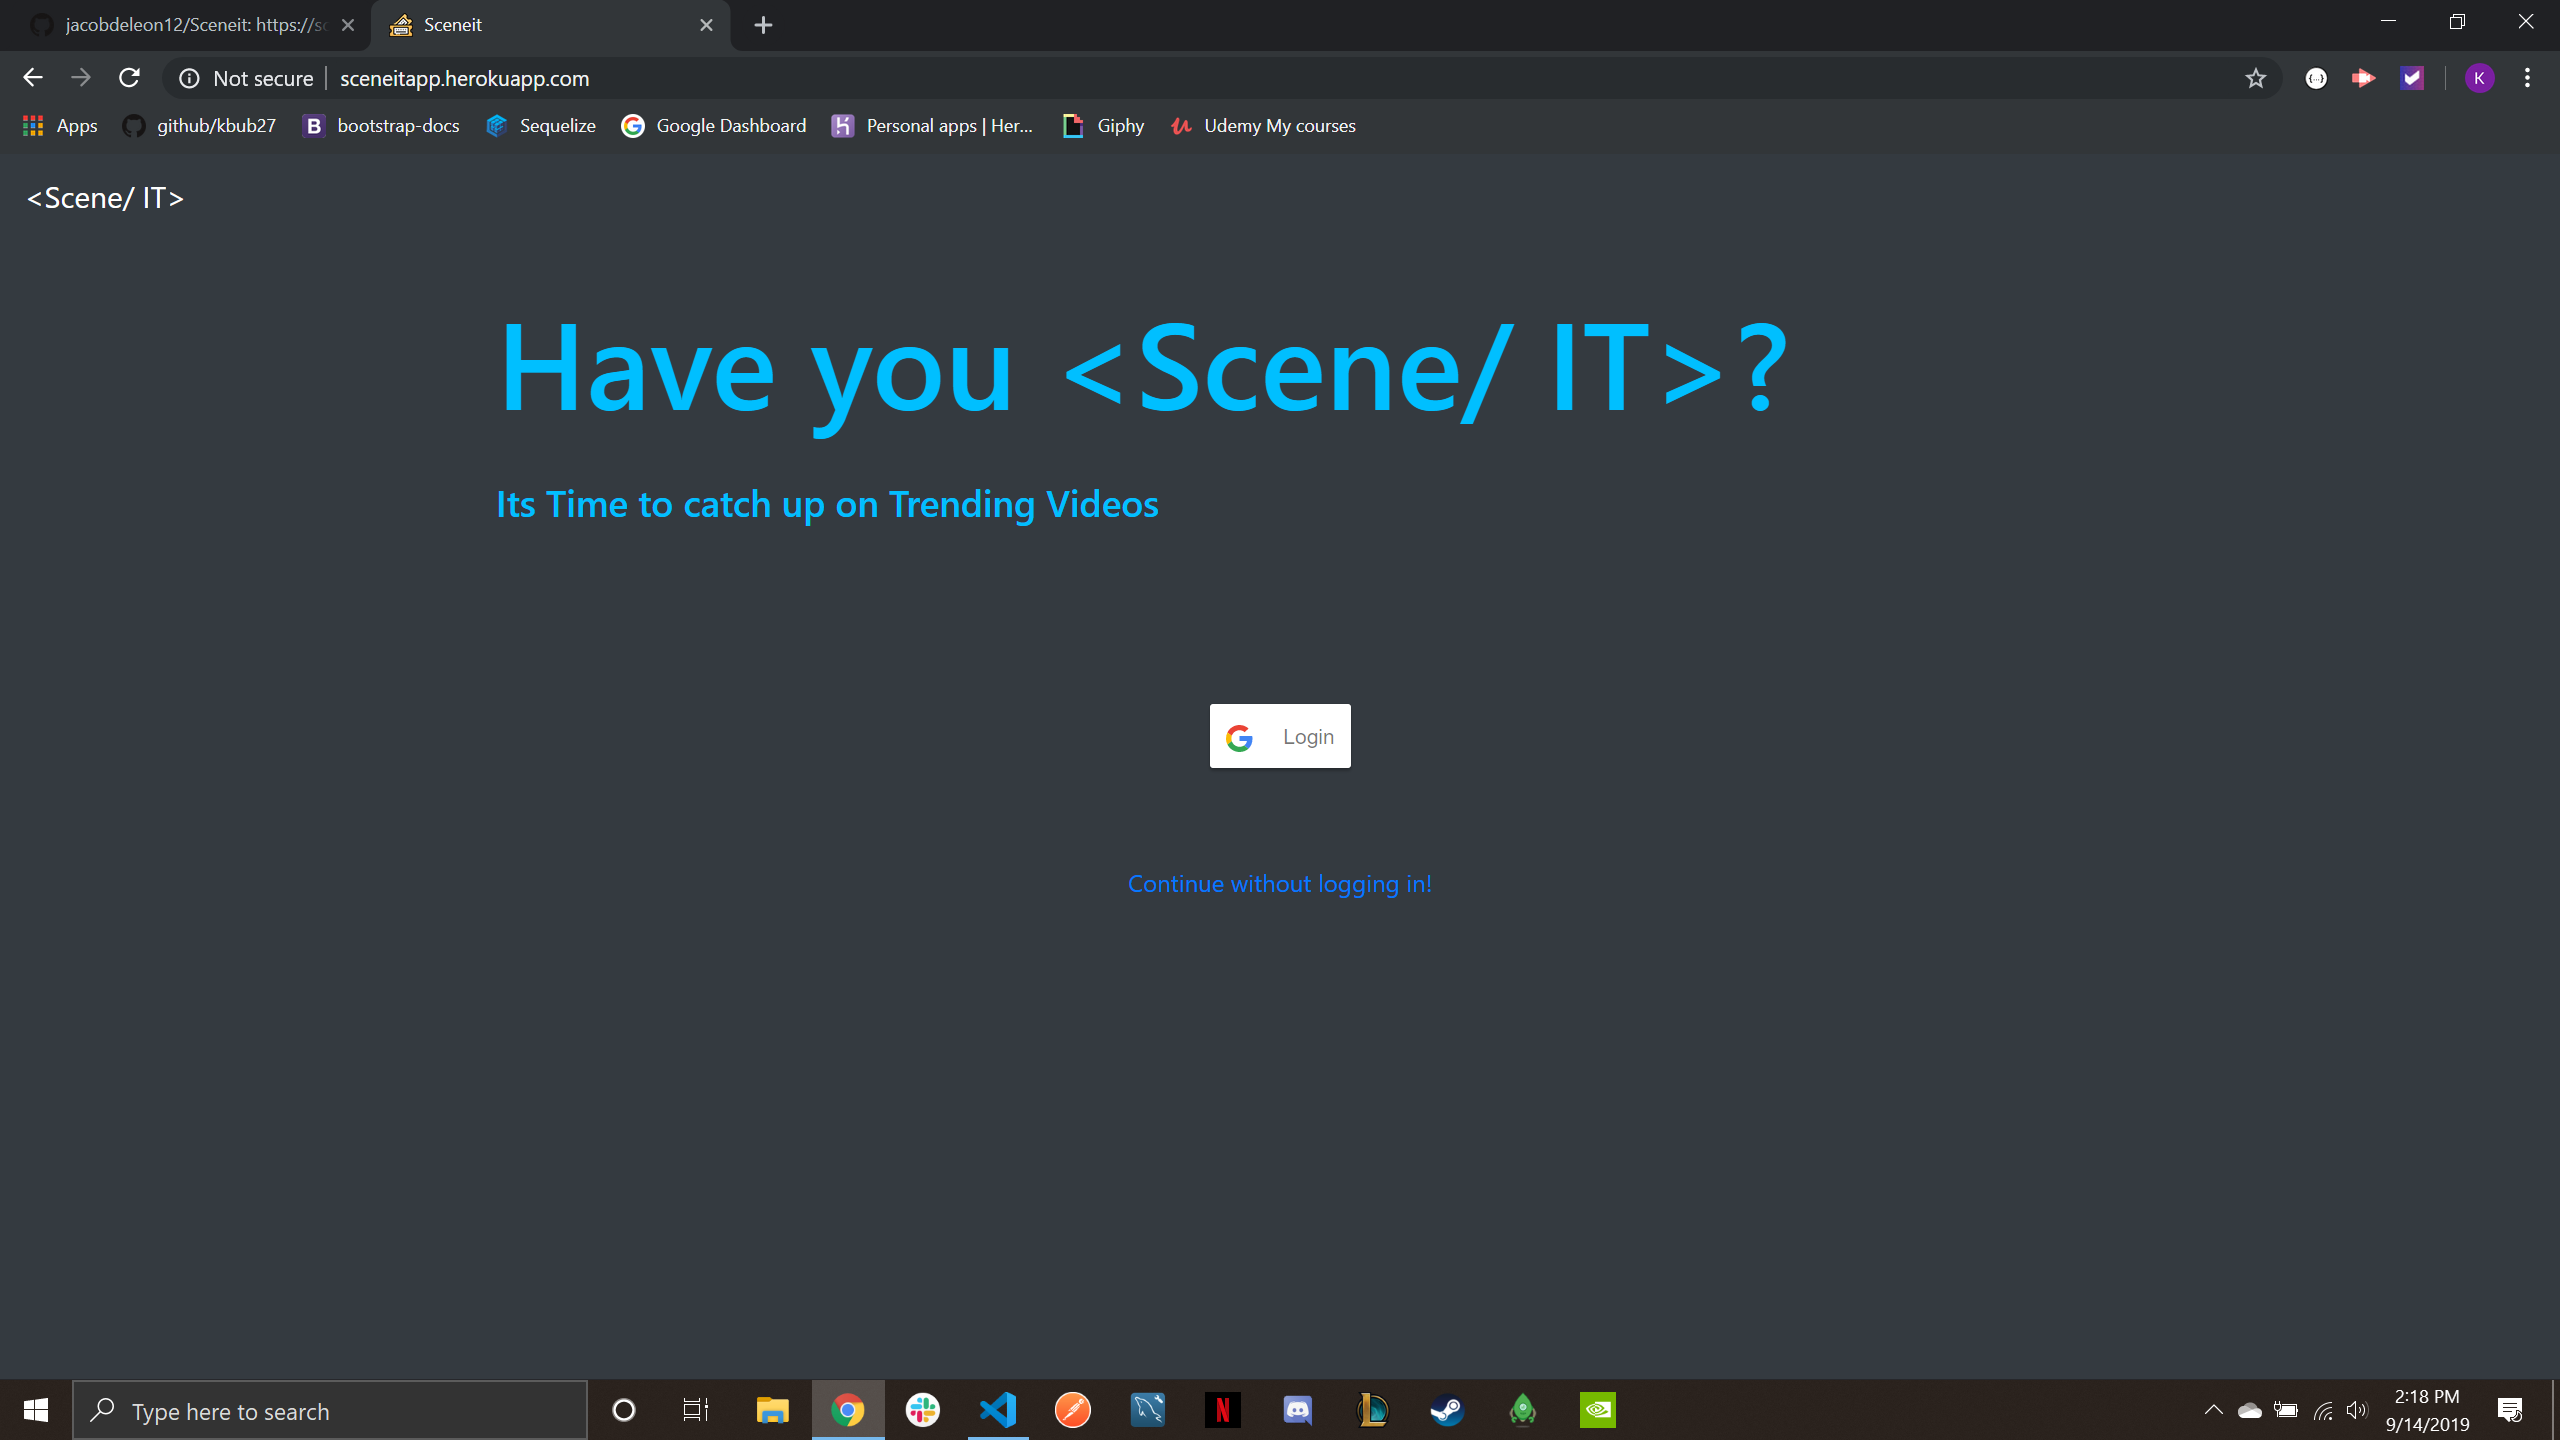 jacobdeleon12/Sceneit: https://sc
Sceneit
Not secure
sceneitapp.herokuapp.com
K
Apps
github/kbub27
B
bootstrap-docs
Sequelize
Google Dashboard
Personal apps | Her...
Giphy
Udemy My courses
<Scene/ IT>
Have you <Scene/ IT>?
Its Time to catch up on Trending Videos
Login
Continue without logging in!
Type here to search
2:18 PM
9/14/2019